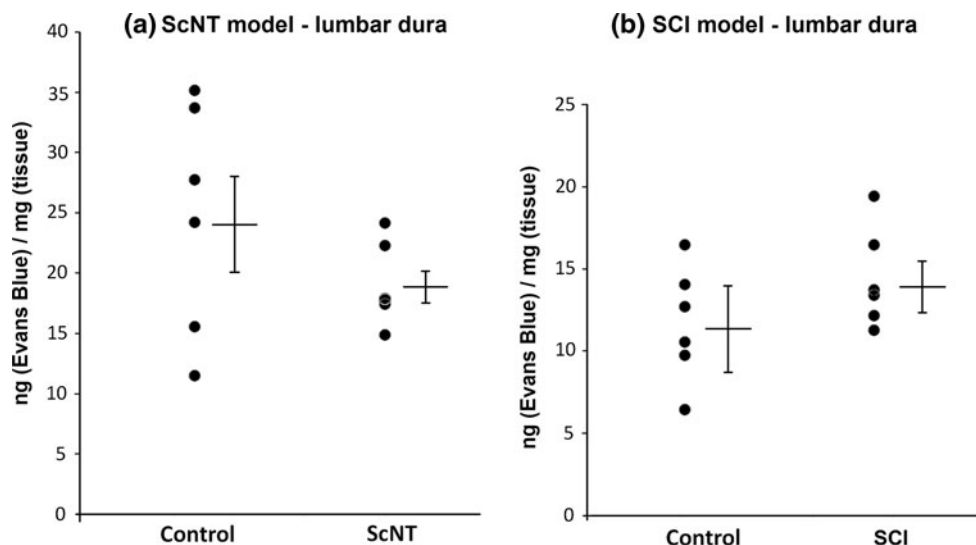 (a) ScNT model - lumbar dura
ng (Evans Blue) / mg (tissue)
40
35
30
25
20
15
10
5
0
Control ScNT
(b) SCI model - lumbar dura
ng (Evans Blue) / mg (tissue)
25
20
15
10
5
0
Control SCI